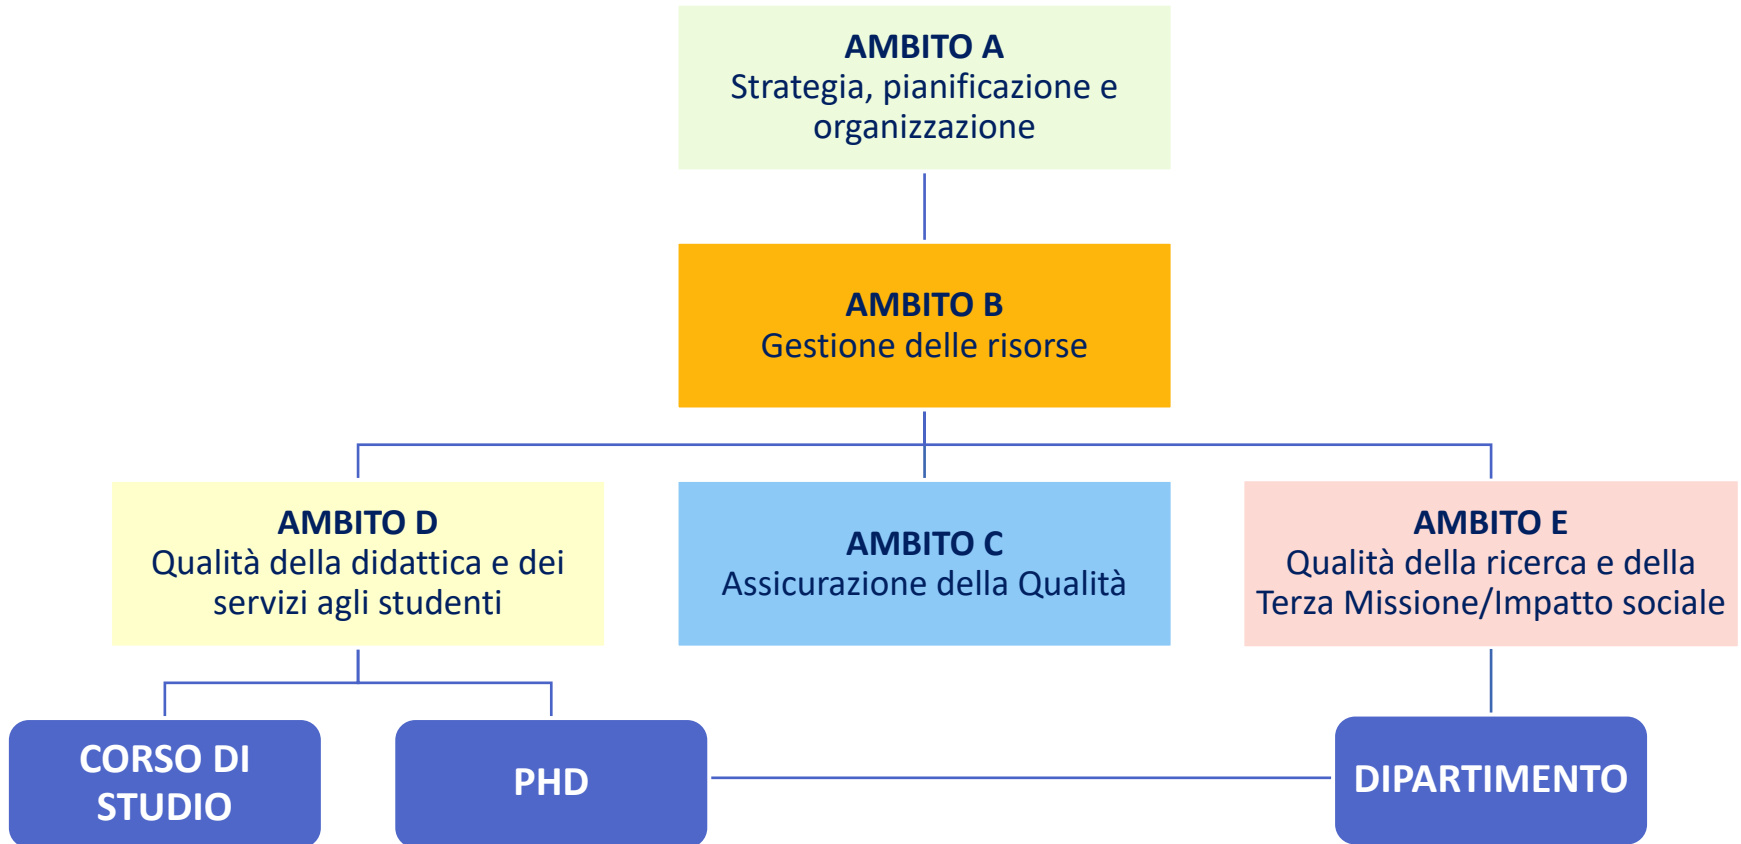 AMBITO A
Strategia, pianificazione e
organizzazione
AMBITO B
Gestione delle risorse
AMBITO D
Qualità della didattica e dei
servizi agli studenti
AMBITO C
Assicurazione della Qualità
AMBITO E
Qualità della ricerca e della
Terza Missione/Impatto sociale
CORSO DI
STUDIO
PHD
DIPARTIMENTO